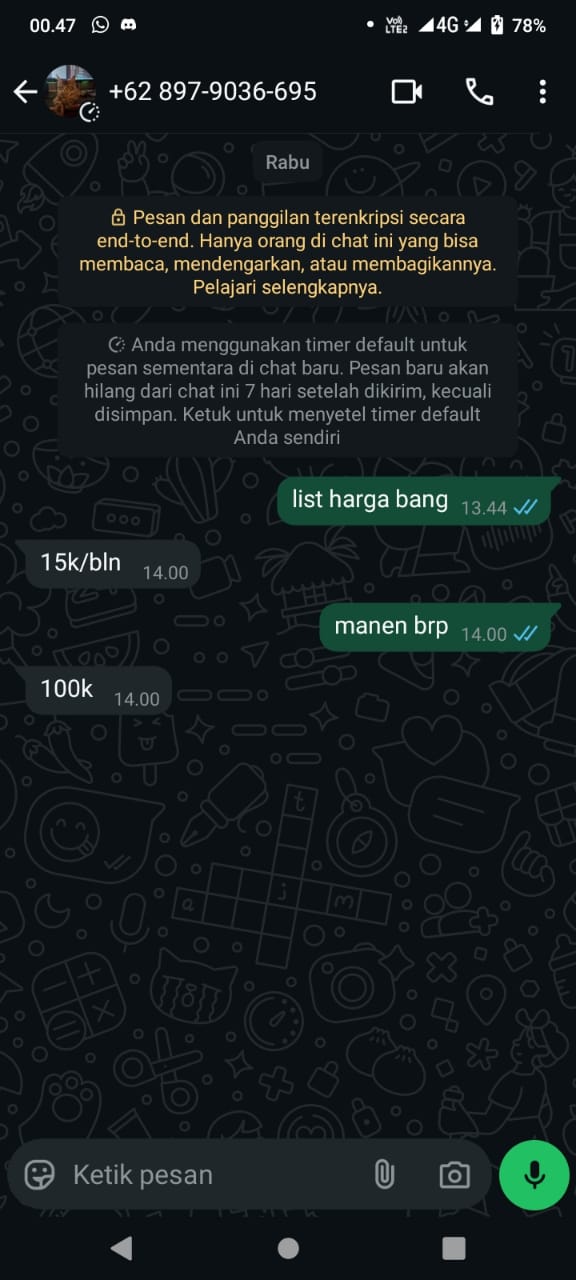 00.47 VoI) LTE2 4G 78%
+62 897-9036-695
Rabu
Pesan dan panggilan terenkripsi secara
end-to-end. Hanya orang di chat ini yang bisa
membaca, mendengarkan, atau membagikannya.
Pelajari selengkapnya.
Anda menggunakan timer default untuk
pesan sementara di chat baru. Pesan baru akan
hilang dari chat ini 7 hari setelah dikirim, kecuali
disimpan. Ketuk untuk menyetel timer default
Anda sendiri
list harga bang 13.44
15k/bln 14.00
manen brp 14.00
100k 14.00
Ketik pesan